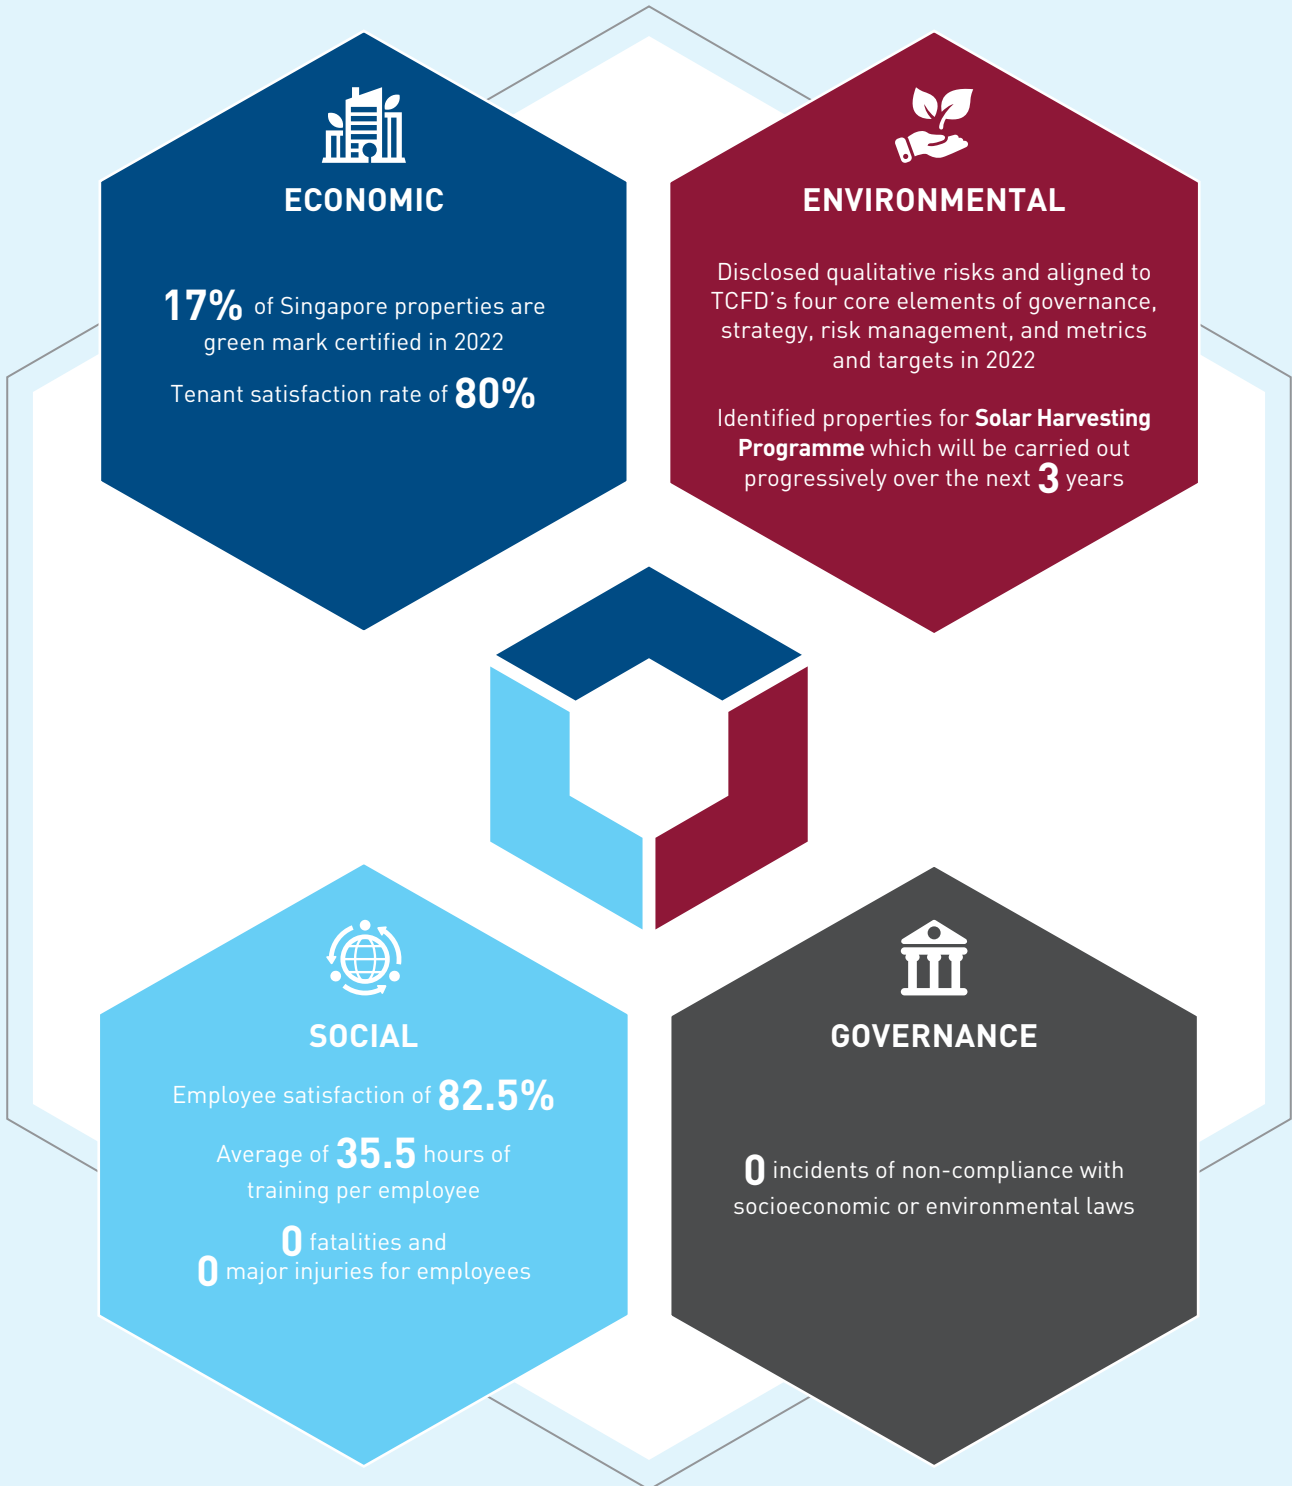 ECONOMIC
17% of Singapore properties are
green mark certified in 2022
Tenant satisfaction rate of 80%
ENVIRONMENTAL
Disclosed qualitative risks and aligned to
TCFD's four core elements of governance,
strategy, risk management, and metrics
and targets in 2022
Identified properties for Solar Harvesting
Programme which will be carried out
progressively over the next 3 years
SOCIAL
Employee satisfaction of 82.5%
Average of 35.5 hours of
training per employee
0 fatalities and
0 major injuries for employees
GOVERNANCE
0 incidents of non-compliance with
socioeconomic or environmental laws